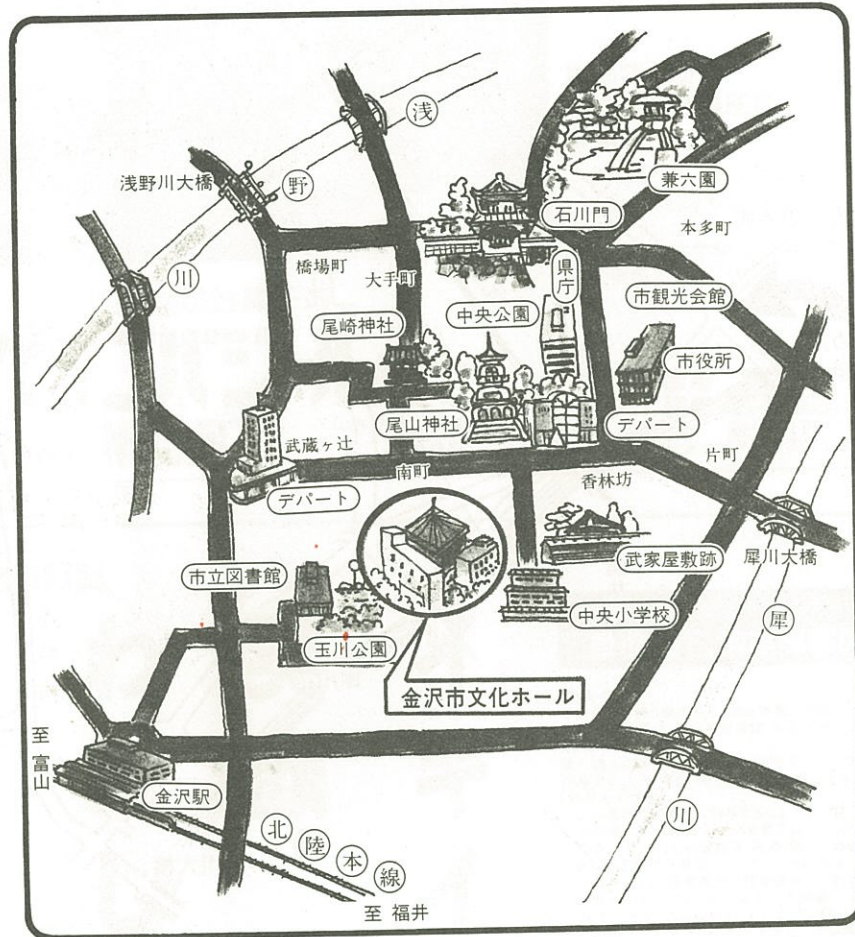 浅
野
川
浅野川大橋
兼六園
石川門
本多町
橋場町
大手町
県庁
中央公園
市観光会館
尾崎神社
市役所
尾山神社
デパート
武蔵ヶ辻
片町
南町
香林坊
デパート
武家屋敷跡
犀川大橋
市立図書館
中央小学校
犀
川
玉川公園
金沢市文化ホール
至 富山
金沢駅
北陸本線
至 福井